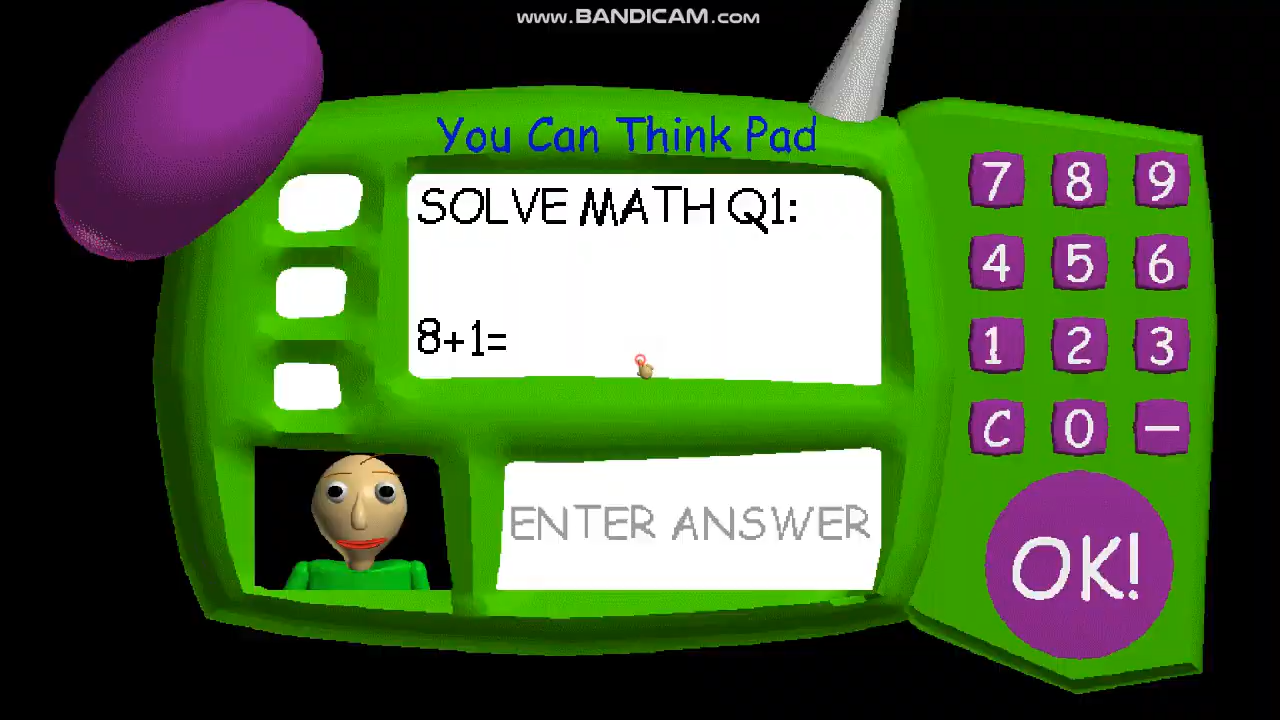 www.BANDICAM.com
You Can Think Pad
SOLVE MATH Q1:
8+1=
ENTER ANSWER
7 8 9
4 5 6
1 2 3
C 0 –
OK!